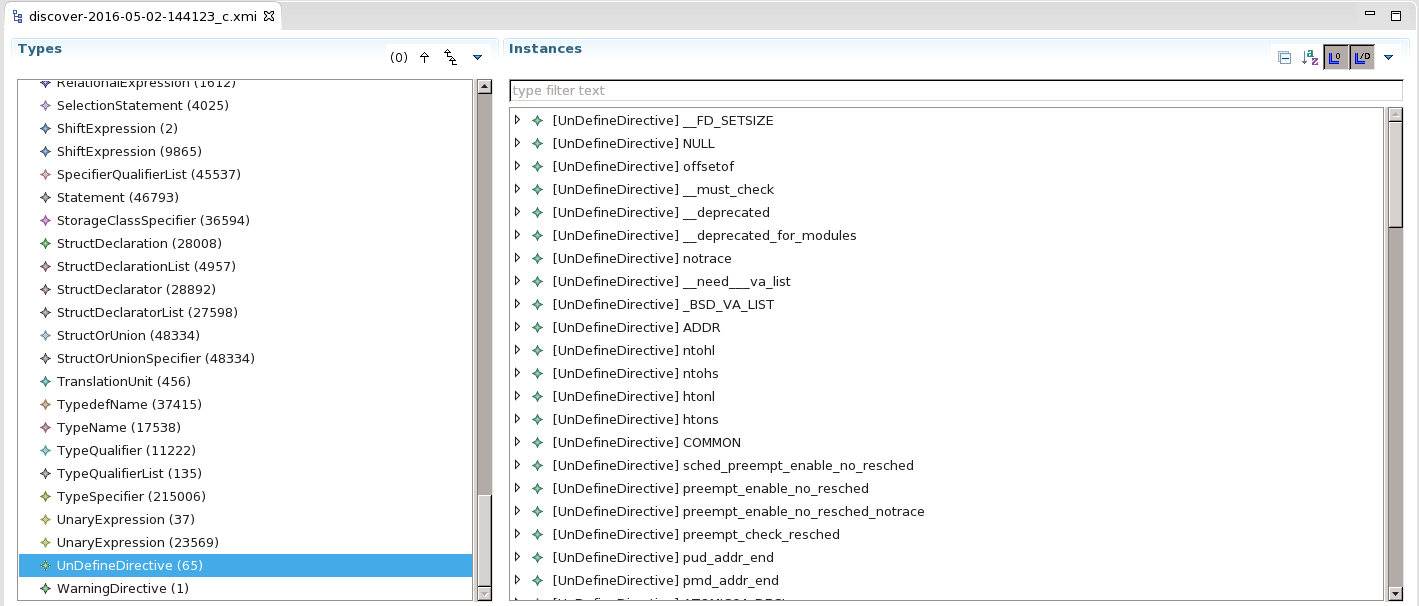 discover-2016-05-02-144123_c.xmi
Types
(0)
RelationalExpression (1612)
SelectionStatement (4025)
ShiftExpression (2)
ShiftExpression (9865)
SpecifierQualifierList (45537)
Statement (46793)
StorageClassSpecifier (36594)
StructDeclaration (28008)
StructDeclarationList (4957)
StructDeclarator (28892)
StructDeclaratorList (27598)
StructOrUnion (48334)
StructOrUnionSpecifier (48334)
TranslationUnit (456)
TypedefName (37415)
TypeName (17538)
TypeQualifier (11222)
TypeQualifierList (135)
TypeSpecifier (215006)
UnaryExpression (37)
UnaryExpression (23569)
UnDefineDirective (65)
WarningDirective (1)
Instances
type filter text
[UnDefineDirective] __FD_SETSIZE
[UnDefineDirective] NULL
[UnDefineDirective] offsetof
[UnDefineDirective] __must_check
[UnDefineDirective] __deprecated
[UnDefineDirective] __deprecated_for_modules
[UnDefineDirective] notrace
[UnDefineDirective] __need___va_list
[UnDefineDirective] _BSD_VA_LIST
[UnDefineDirective] ADDR
[UnDefineDirective] ntohl
[UnDefineDirective] ntohs
[UnDefineDirective] htonl
[UnDefineDirective] htons
[UnDefineDirective] COMMON
[UnDefineDirective] sched_preempt_enable_no_resched
[UnDefineDirective] preempt_enable_no_resched
[UnDefineDirective] preempt_enable_no_resched_notrace
[UnDefineDirective] preempt_check_resched
[UnDefineDirective] pud_addr_end
[UnDefineDirective] pmd_addr_end